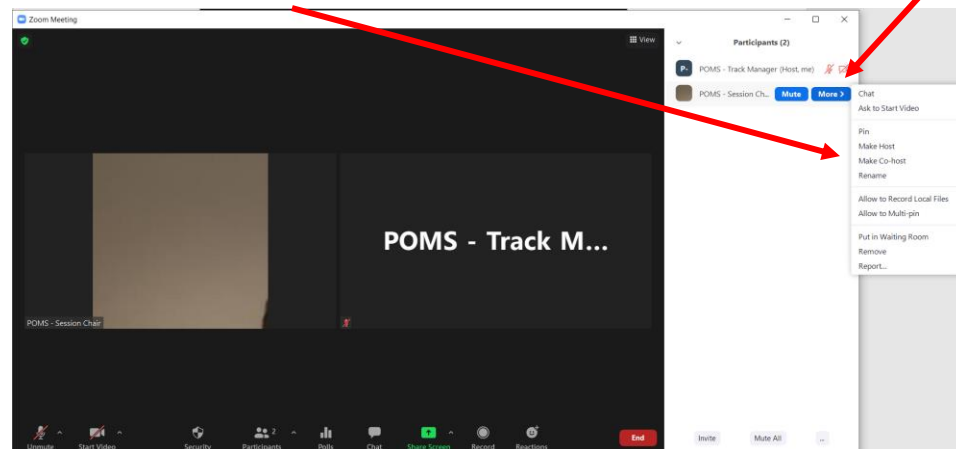 Zoom Meeting
View
Participants (2)
P- POMS - Track Manager (Host, me)
POMS - Session Ch... Mute More >
Chat
Ask to Start Video
Pin
Make Host
Make Co-host
Rename
Allow to Record Local Files
Allow to Multi-pin
Put in Waiting Room
Remove
Report...
POMS - Track M...
POMS - Session Chair
Unmute Start Video Security Participants 2 Polls Chat Share Screen Record Reactions End
Invite Mute All ...